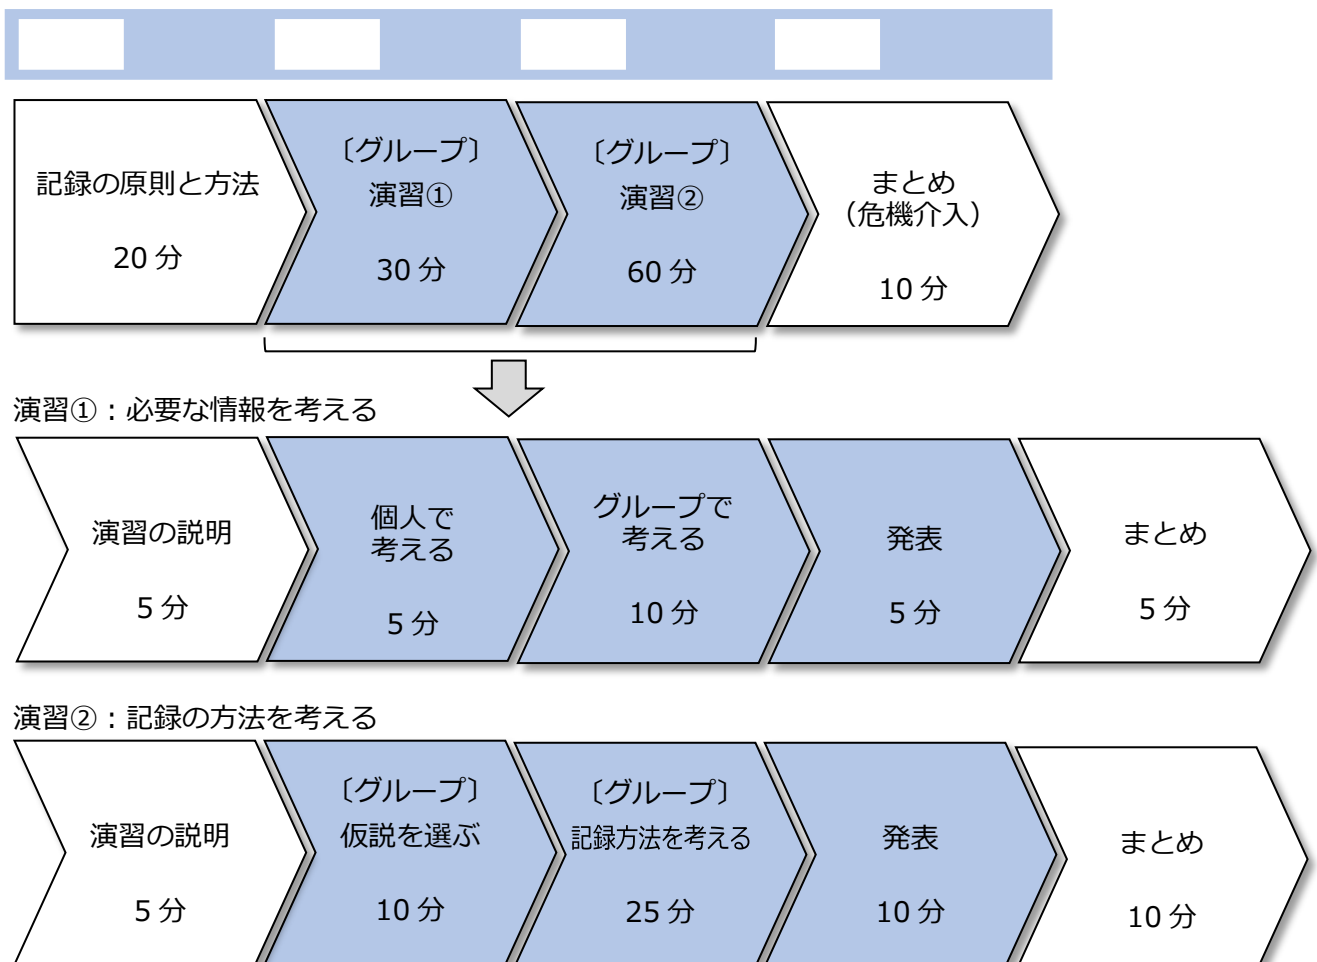 記録の原則と方法
20 分
〔グループ〕
演習①
30 分
〔グループ〕
演習②
60 分
まとめ
（危機介入）
10 分
演習①：必要な情報を考える
演習の説明
5 分
個人で
考える
5 分
グループで
考える
10 分
発表
5 分
まとめ
5 分
演習②：記録の方法を考える
演習の説明
5 分
〔グループ〕
仮説を選ぶ
10 分
〔グループ〕
記録方法を考える
25 分
発表
10 分
まとめ
10 分